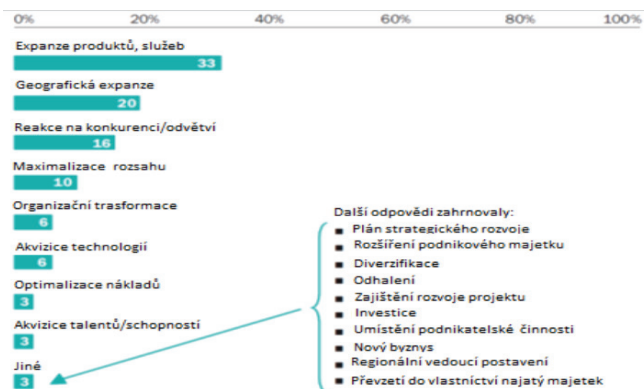 0% 20% 40% 60% 80% 100%
Expanze produktů, služeb
33
Geografická expanze
20
Reakce na konkurenci/odvětví
16
Maximalizace rozsahu
10
Organizační trasformace
6
Akvizice technologií
6
Optimalizace nákladů
3
Akvizice talentů/schopností
3
Jiné
3
Další odpovědi zahrnovaly:
▪ Plán strategického rozvoje
▪ Rozšíření podnikového majetku
▪ Diverzifikace
▪ Odhalení
▪ Zajištění rozvoje projektu
▪ Investice
▪ Umístění podnikatelské činnosti
▪ Nový byznys
▪ Regionální vedoucí postavení
▪ Převzetí do vlastnictví najatý majetek